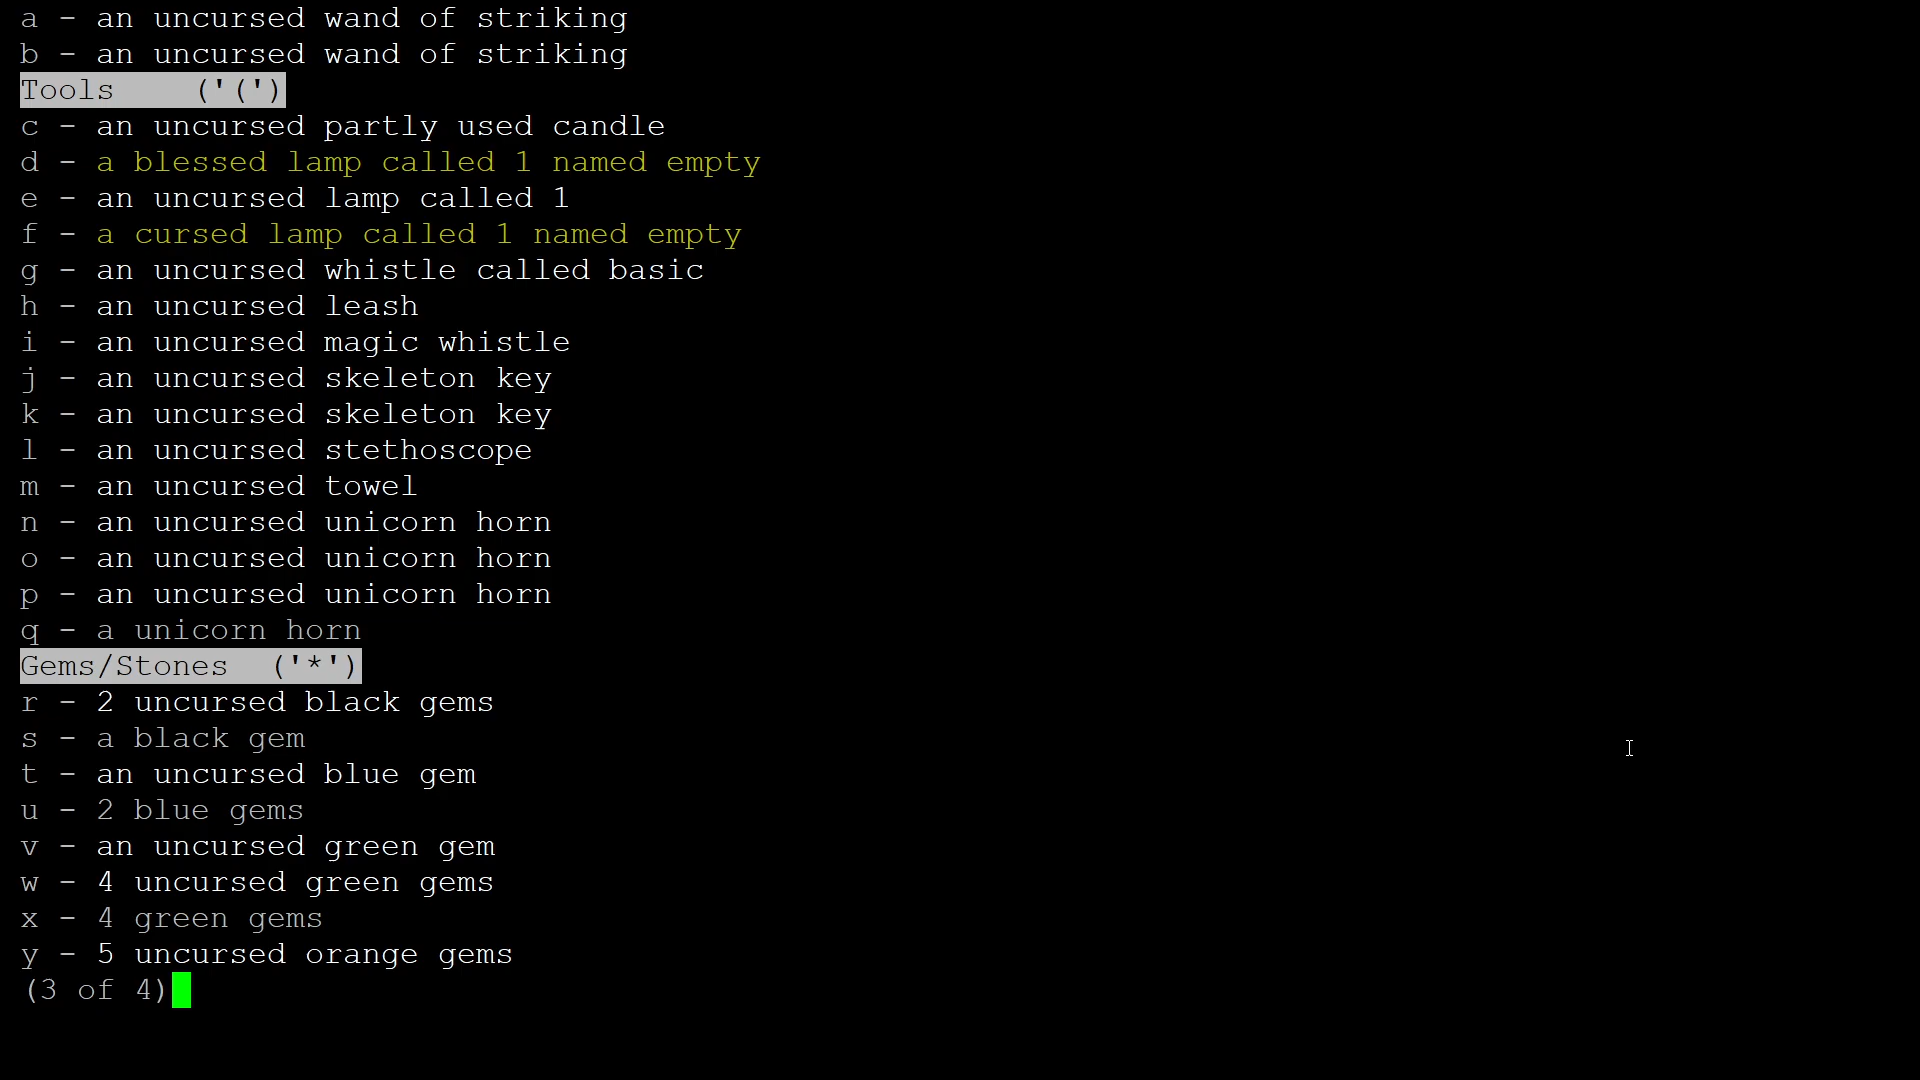 a - an uncursed wand of striking
b - an uncursed wand of striking
Tools    ('(')
c - an uncursed partly used candle
d - a blessed lamp called 1 named empty
e - an uncursed lamp called 1
f - a cursed lamp called 1 named empty
g - an uncursed whistle called basic
h - an uncursed leash
i - an uncursed magic whistle
j - an uncursed skeleton key
k - an uncursed skeleton key
l - an uncursed stethoscope
m - an uncursed towel
n - an uncursed unicorn horn
o - an uncursed unicorn horn
p - an uncursed unicorn horn
q - a unicorn horn
Gems/Stones  ('*')
r - 2 uncursed black gems
s - a black gem
t - an uncursed blue gem
u - 2 blue gems
v - an uncursed green gem
w - 4 uncursed green gems
x - 4 green gems
y - 5 uncursed orange gems
(3 of 4)